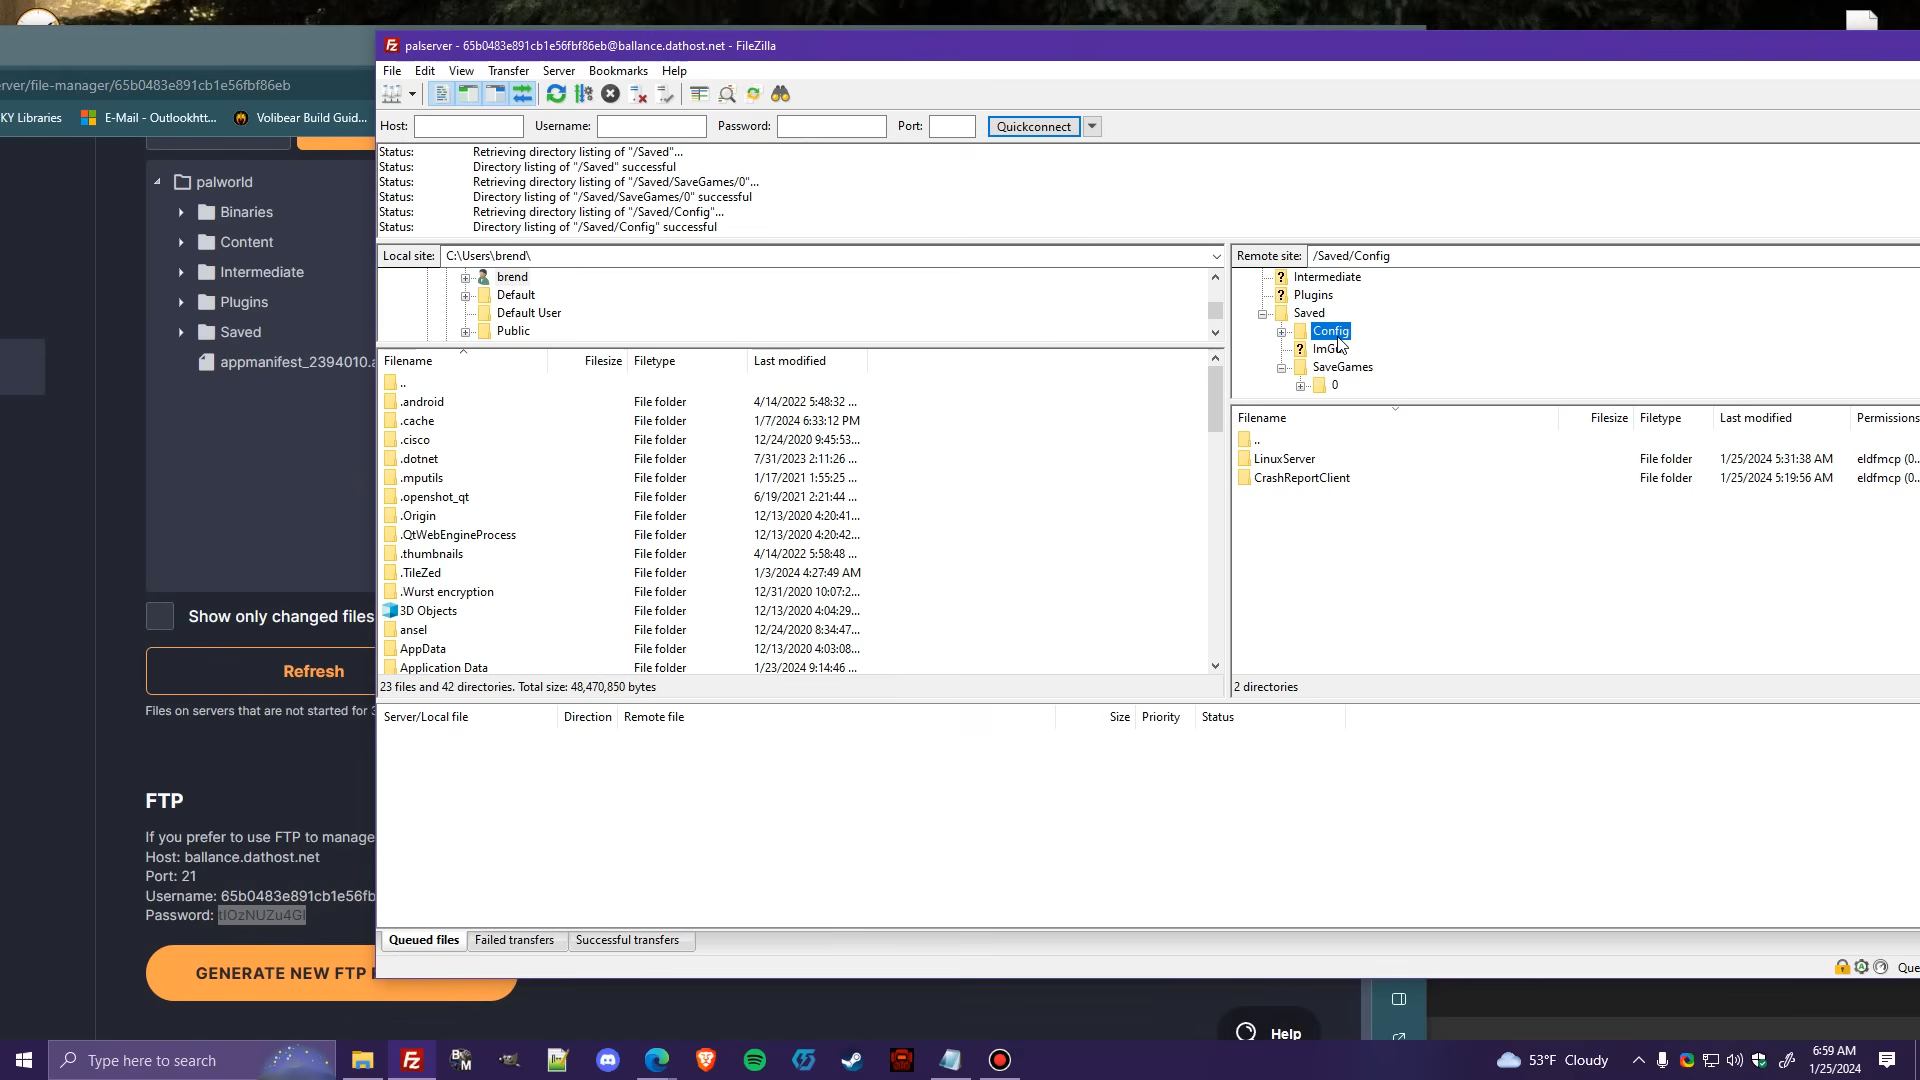 palserver - 65b0483e891cb1e56fbf86eb@ballance.dathost.net - FileZilla
File Edit View Transfer Server Bookmarks Help
Host: Username: Password: Port: Quickconnect
Status: Retrieving directory listing of "/Saved"...
Status: Directory listing of "/Saved" successful
Status: Retrieving directory listing of "/Saved/SaveGames/0"...
Status: Directory listing of "/Saved/SaveGames/0" successful
Status: Retrieving directory listing of "/Saved/Config"...
Status: Directory listing of "/Saved/Config" successful
Local site: C:\Users\brend\
brend
Default
Default User
Public
Filename Filesize Filetype Last modified
..
.android File folder 4/14/2022 5:48:32 ...
.cache File folder 1/7/2024 6:33:12 PM
.cisco File folder 12/24/2020 9:45:53...
.dotnet File folder 7/31/2023 2:11:26 ...
.mputils File folder 1/17/2021 1:55:25 ...
.openshot_qt File folder 6/19/2021 2:21:44 ...
.Origin File folder 12/13/2020 4:20:41...
.QtWebEngineProcess File folder 12/13/2020 4:20:42...
.thumbnails File folder 4/14/2022 5:58:48 ...
.TileZed File folder 1/3/2024 4:27:49 AM
.Wurst encryption File folder 12/31/2020 10:07:2...
3D Objects File folder 12/13/2020 4:04:29...
ansel File folder 12/24/2020 8:34:47...
AppData File folder 12/13/2020 4:03:08...
Application Data File folder 1/23/2024 9:14:46 ...
23 files and 42 directories. Total size: 48,470,850 bytes
Remote site: /Saved/Config
Intermediate
Plugins
Saved
Config
SaveGames
0
Filename Filesize Filetype Last modified Permissions
..
LinuxServer File folder 1/25/2024 5:31:38 AM eldfmcp (0...
CrashReportClient File folder 1/25/2024 5:19:56 AM eldfmcp (0...
2 directories
Server/Local file Direction Remote file Size Priority Status
Queued files Failed transfers Successful transfers
Que
erver/file-manager/65b0483e891cb1e56fbf86eb
KY Libraries E-Mail - Outlookhtt... Volibear Build Guid...
palworld
Binaries
Content
Intermediate
Plugins
Saved
appmanifest_2394010.a
Show only changed files
Refresh
Files on servers that are not started for 3
FTP
If you prefer to use FTP to manage
Host: ballance.dathost.net
Port: 21
Username: 65b0483e891cb1e56fb
Password: tIOzNUZu4GI
GENERATE NEW FTP
Help
Type here to search
53°F Cloudy
6:59 AM
1/25/2024